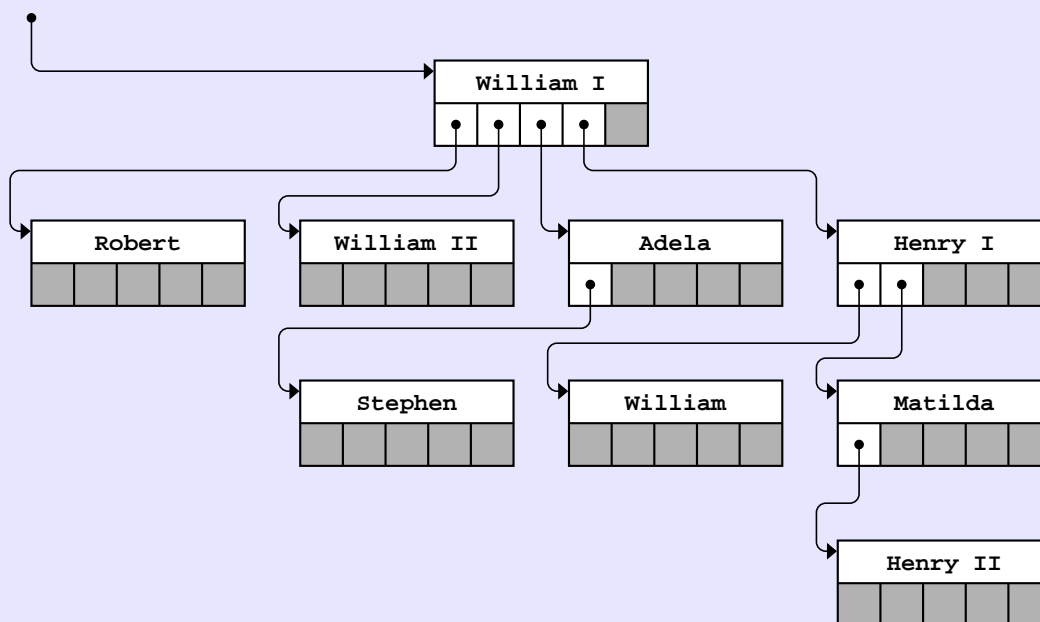 William I
Robert
William II
Adela
Henry I
Stephen
William
Matilda
Henry II